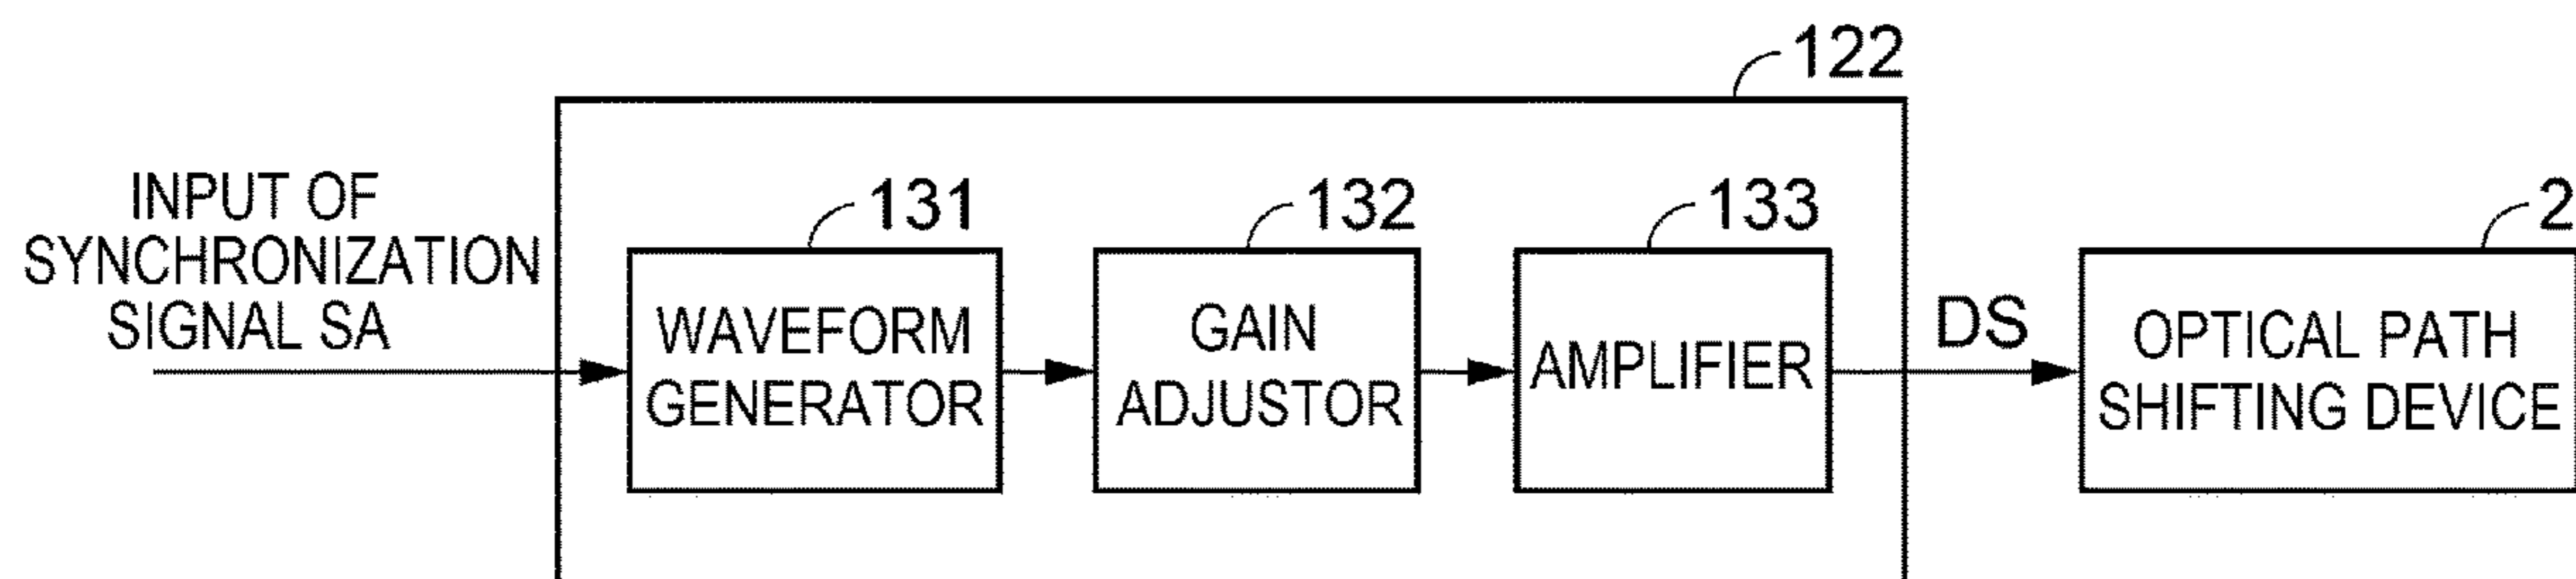 122
INPUT OF
SYNCHRONIZATION
SIGNAL SA
131
WAVEFORM
GENERATOR
132
GAIN
ADJUSTOR
133
AMPLIFIER
DS
2
OPTICAL PATH
SHIFTING DEVICE